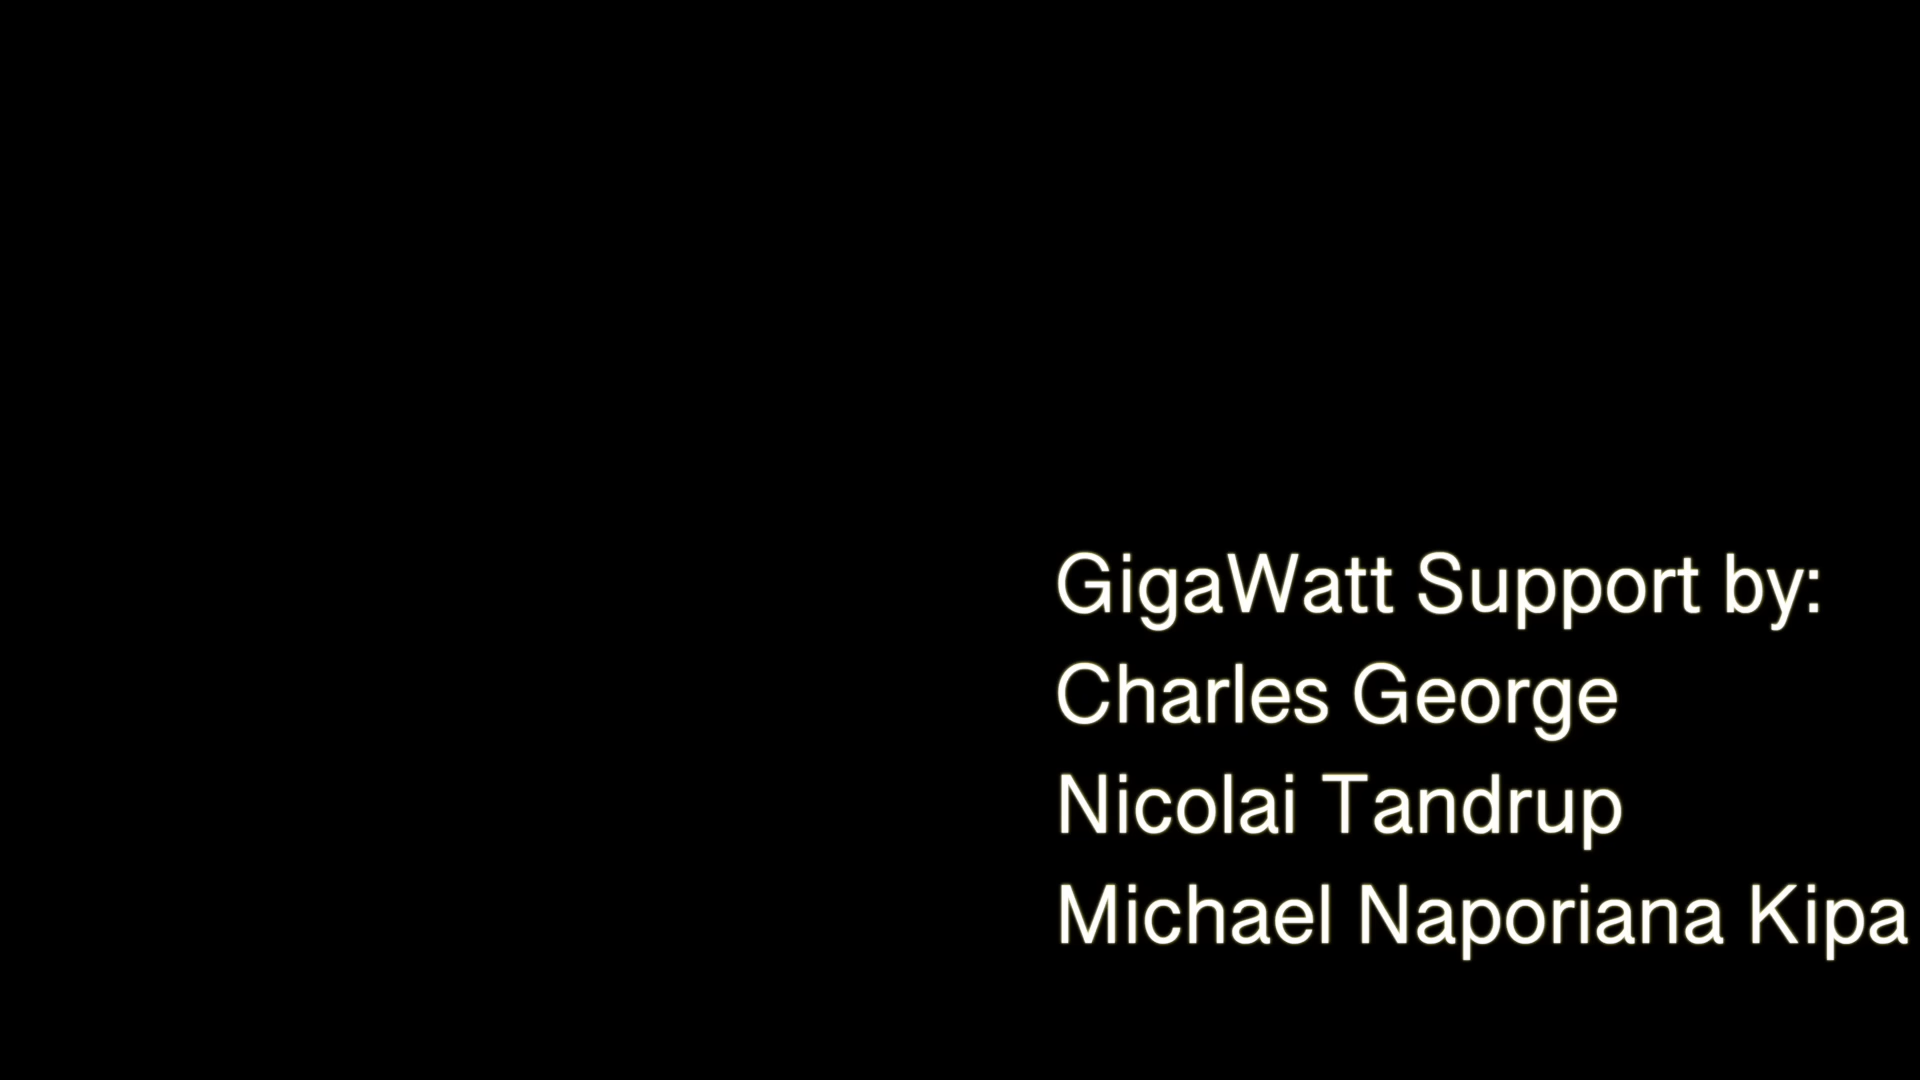 GigaWatt Support by:
Charles George
Nicolai Tandrup
Michael Naporiana Kipa